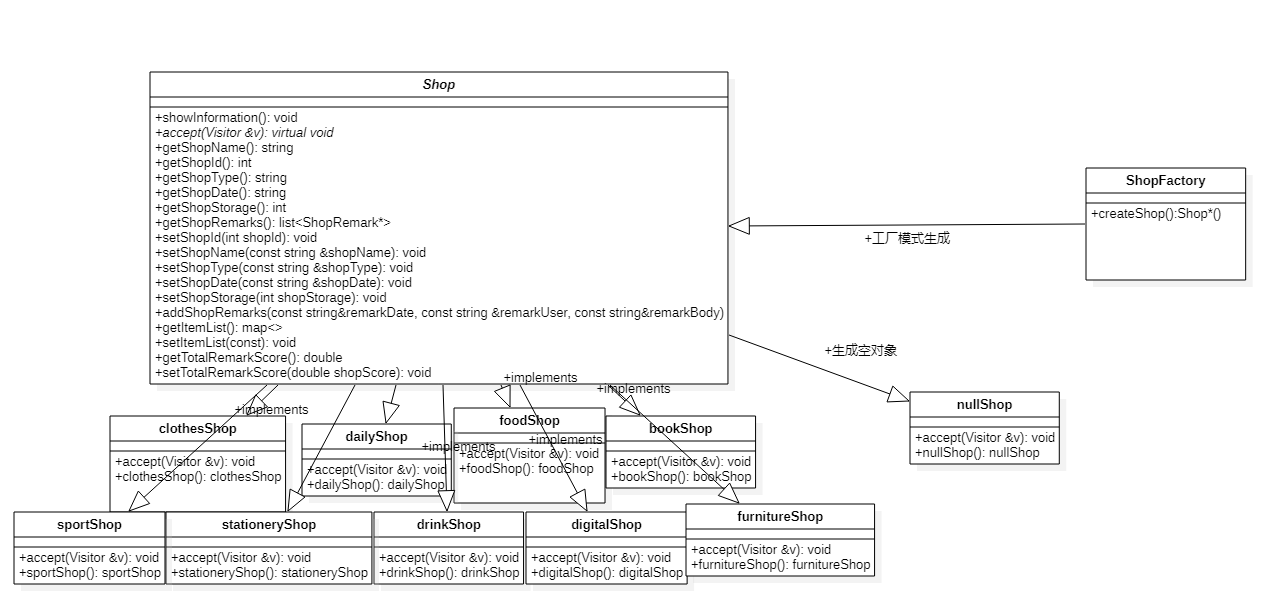 Shop
+showInformation(): void
+accept(Visitor &v): virtual void
+getShopName(): string
+getShopId(): int
+getShopType(): string
+getShopDate(): string
+getShopStorage(): int
+getShopRemarks(): list<ShopRemark*>
+setShopId(int shopId): void
+setShopName(const string &shopName): void
+setShopType(const string &shopType): void
+setShopDate(const string &shopDate): void
+setShopStorage(int shopStorage): void
+addShopRemarks(const string&remarkDate, const string &remarkUser, const string&remarkBody)
+getItemList(): map<>
+setItemList(const): void
+getTotalRemarkScore(): double
+setTotalRemarkScore(double shopScore): void
ShopFactory
+createShop():Shop*()
+工厂模式生成
+生成空对象
nullShop
+accept(Visitor &v): void
+nullShop(): nullShop
+implements
+implements
+implements
+implements
+implements
clothesShop
+accept(Visitor &v): void
+clothesShop(): clothesShop
dailyShop
+accept(Visitor &v): void
+dailyShop(): dailyShop
foodShop
+accept(Visitor &v): void
+foodShop(): foodShop
bookShop
+accept(Visitor &v): void
+bookShop(): bookShop
sportShop
+accept(Visitor &v): void
+sportShop(): sportShop
stationeryShop
+accept(Visitor &v): void
+stationeryShop(): stationeryShop
drinkShop
+accept(Visitor &v): void
+drinkShop(): drinkShop
digitalShop
+accept(Visitor &v): void
+digitalShop(): digitalShop
furnitureShop
+accept(Visitor &v): void
+furnitureShop(): furnitureShop